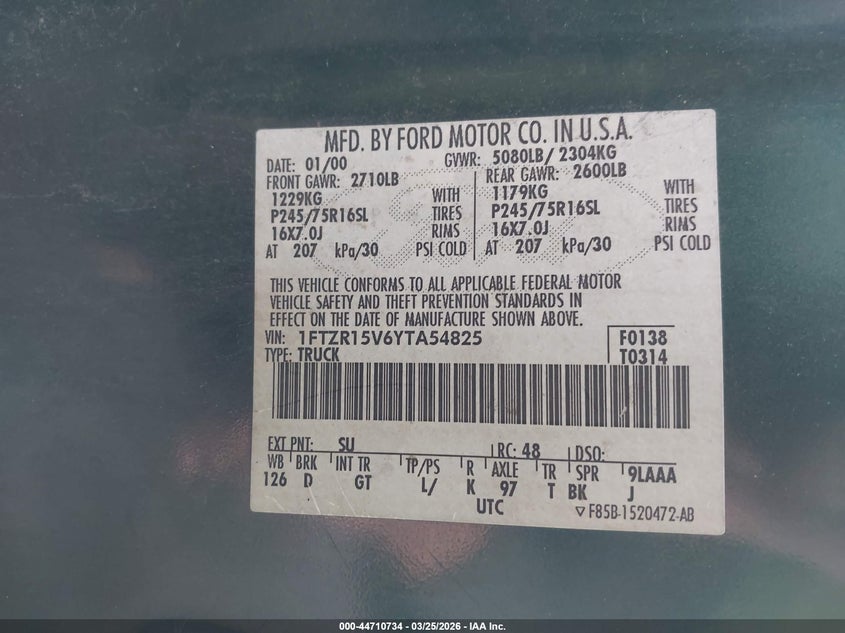 MFD. BY FORD MOTOR CO. IN U.S.A.
DATE: 01/00 GVWR: 5080LB/ 2304KG
FRONT GAWR: 2710LB REAR GAWR: 2600LB
1229KG WITH 1179KG WITH
P245/75R16SL TIRES P245/75R16SL TIRES
16X7.0J RIMS 16X7.0J RIMS
AT 207 kPa/30 PSI COLD AT 207 kPa/30 PSI COLD
THIS VEHICLE CONFORMS TO ALL APPLICABLE FEDERAL MOTOR
VEHICLE SAFETY AND THEFT PREVENTION STANDARDS IN
EFFECT ON THE DATE OF MANUFACTURE SHOWN ABOVE.
VIN: 1FTZR15V6YTA54825 F0138
TYPE: TRUCK T0314
EXT PNT: SU RC: 48 DSO:
WB BRK INT TR TP/PS R AXLE TR SPR 9LAAA
126 D GT L/ K 97 T BK J
UTC
▽ F85B-1520472-AB
000-44710734 - 03/25/2026 - IAA Inc.